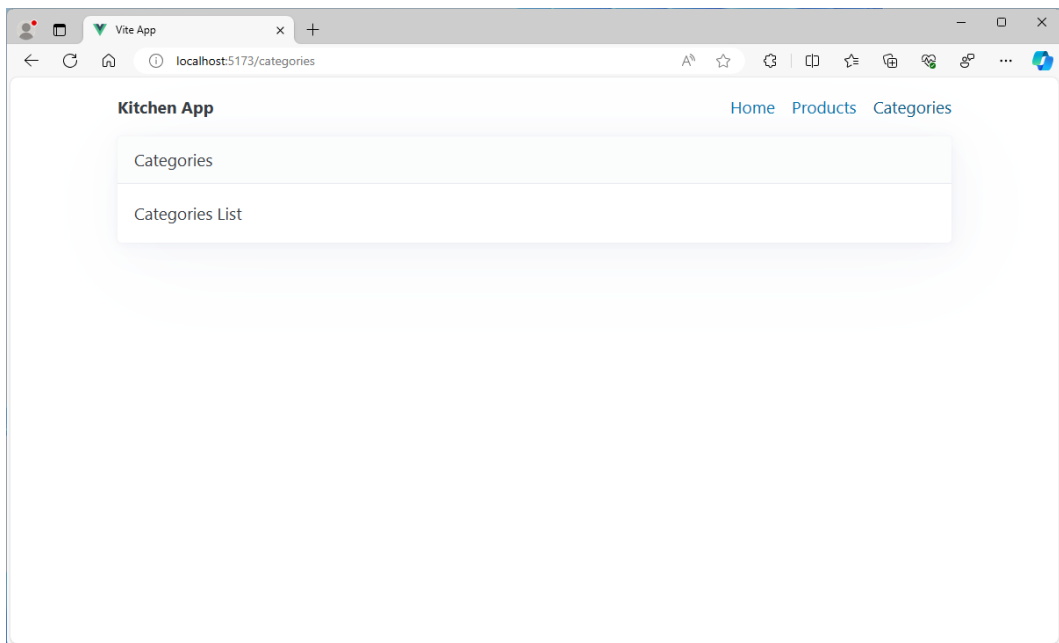 Vite App
localhost:5173/categories
Kitchen App Home Products Categories
Categories
Categories List